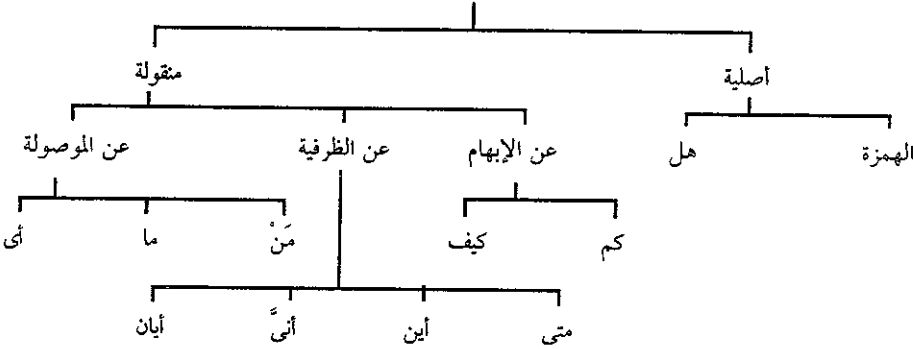 أصلية منقولة
الهمزة هل عن الإبهام عن الظرفية عن الموصولة
كم كيف مَنْ ما أى
متى أين أنىَّ أيان